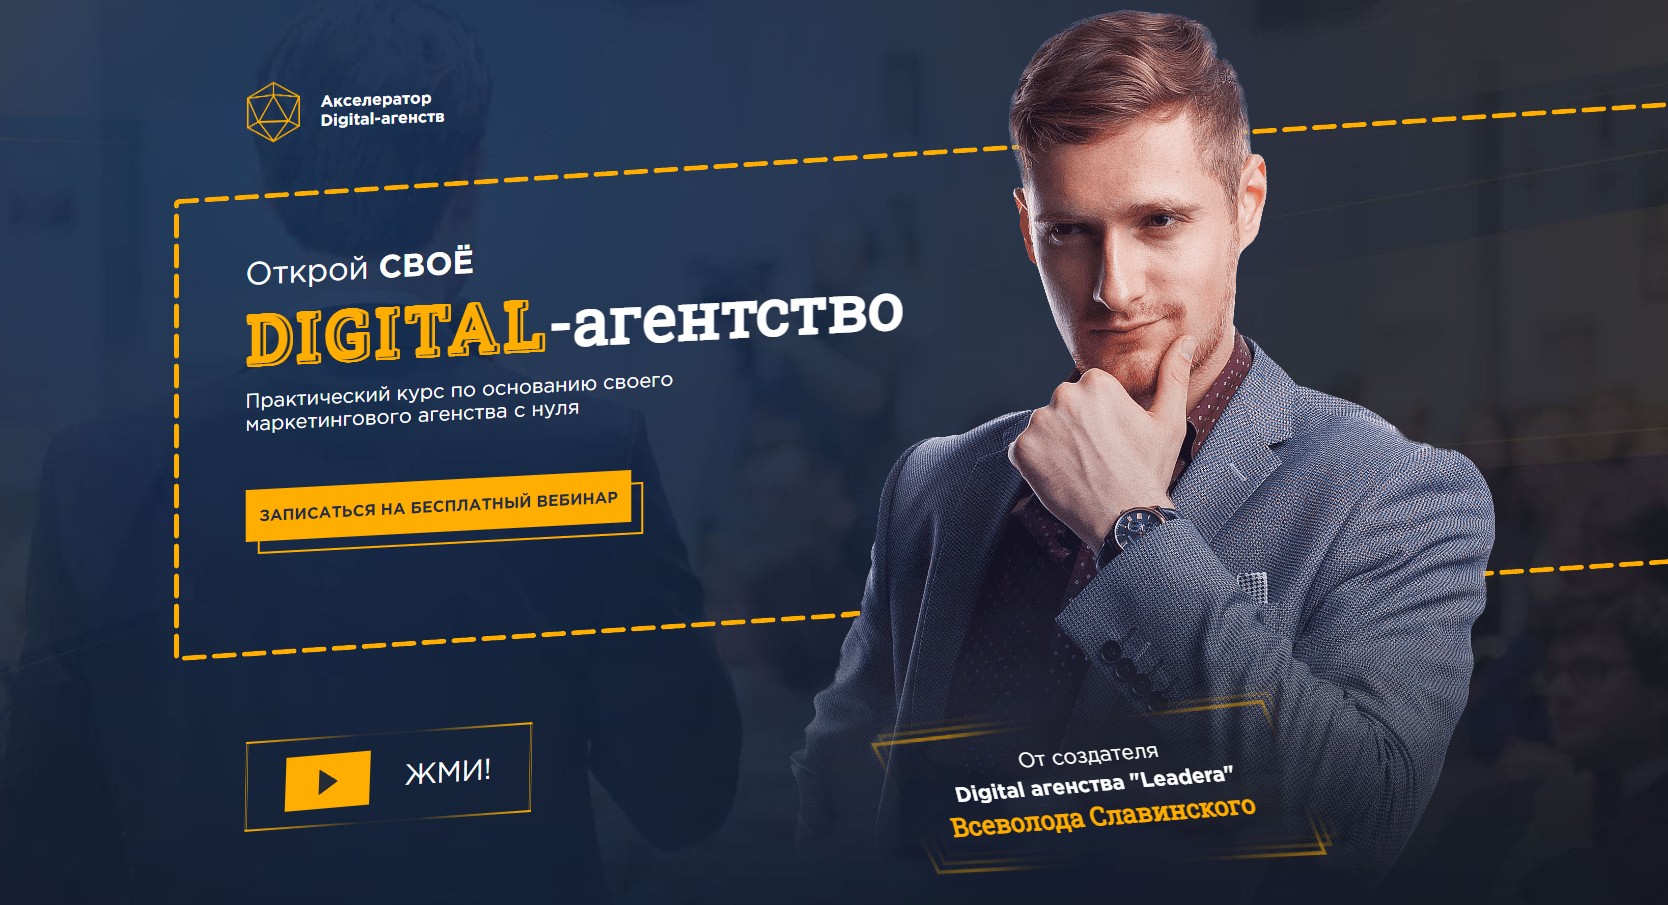 Акселератор
Digital-агенств
Открой СВОЁ
DIGITAL-агентство
Практический курс по основанию своего
маркетингового агенства с нуля
ЗАПИСАТЬСЯ НА БЕСПЛАТНЫЙ ВЕБИНАР
ЖМИ!
От создателя
Digital агенства "Leadera"
Всеволода Славинского